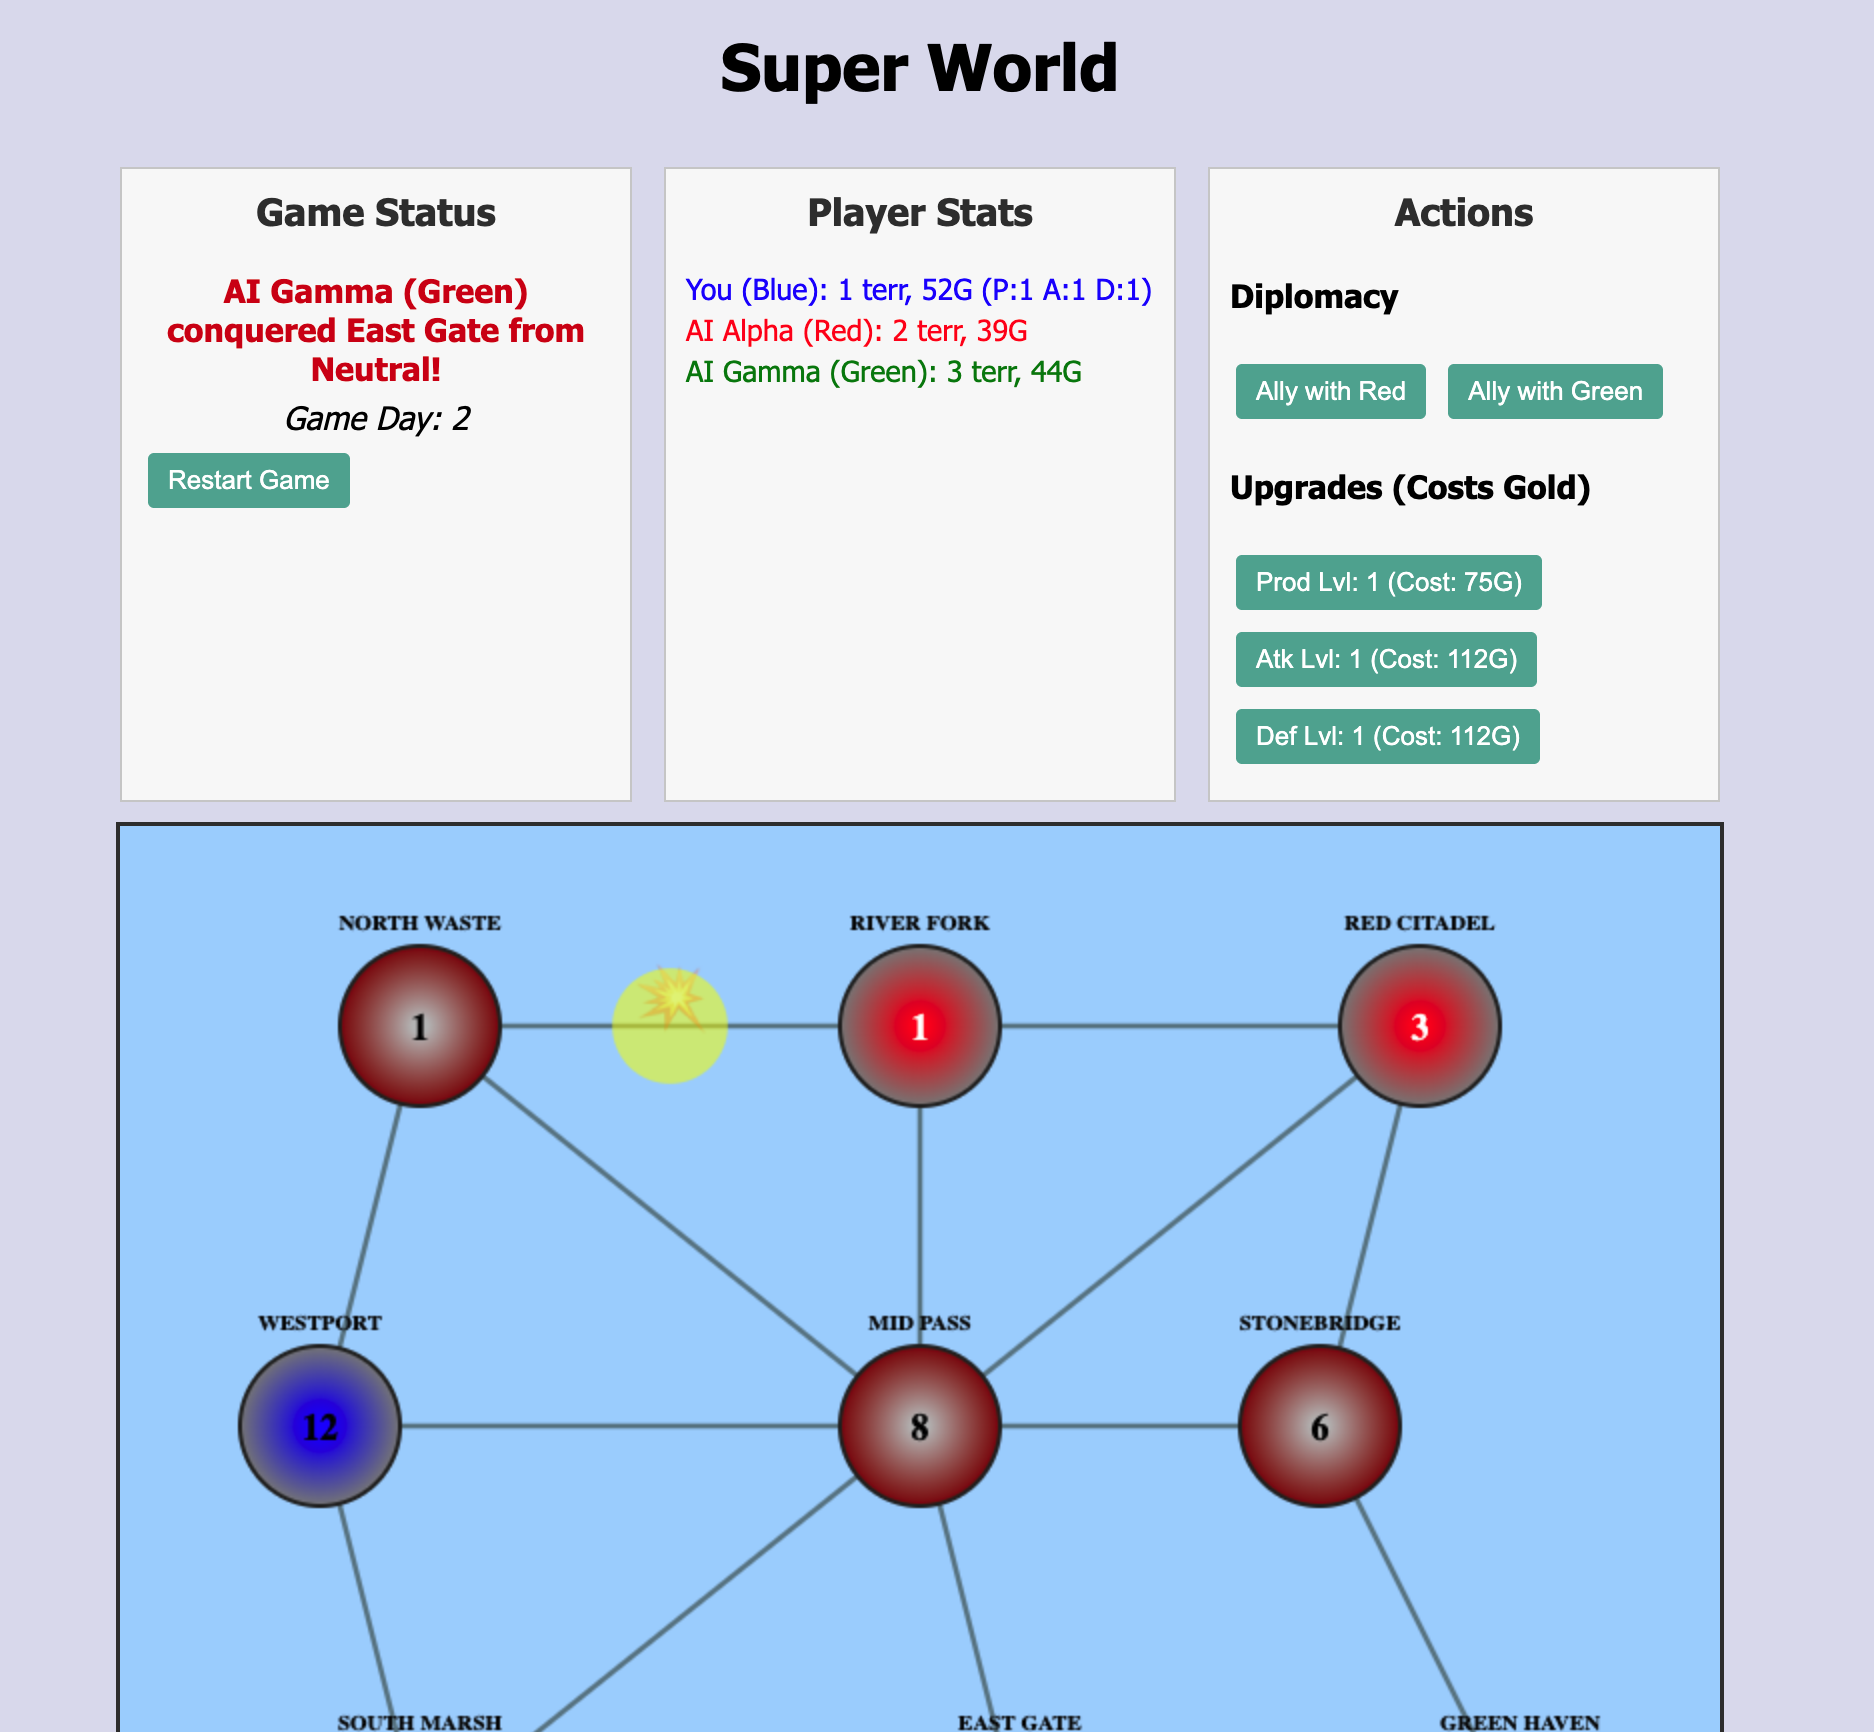 Super World
Game Status
AI Gamma (Green)
conquered East Gate from
Neutral!
Game Day: 2
Restart Game
Player Stats
You (Blue): 1 terr, 52G (P:1 A:1 D:1)
AI Alpha (Red): 2 terr, 39G
AI Gamma (Green): 3 terr, 44G
Actions
Diplomacy
Ally with Red
Ally with Green
Upgrades (Costs Gold)
Prod Lvl: 1 (Cost: 75G)
Atk Lvl: 1 (Cost: 112G)
Def Lvl: 1 (Cost: 112G)
NORTH WASTE
1
RIVER FORK
1
RED CITADEL
3
WESTPORT
12
MID PASS
8
STONEBRIDGE
6
SOUTH MARSH
EAST GATE
GREEN HAVEN